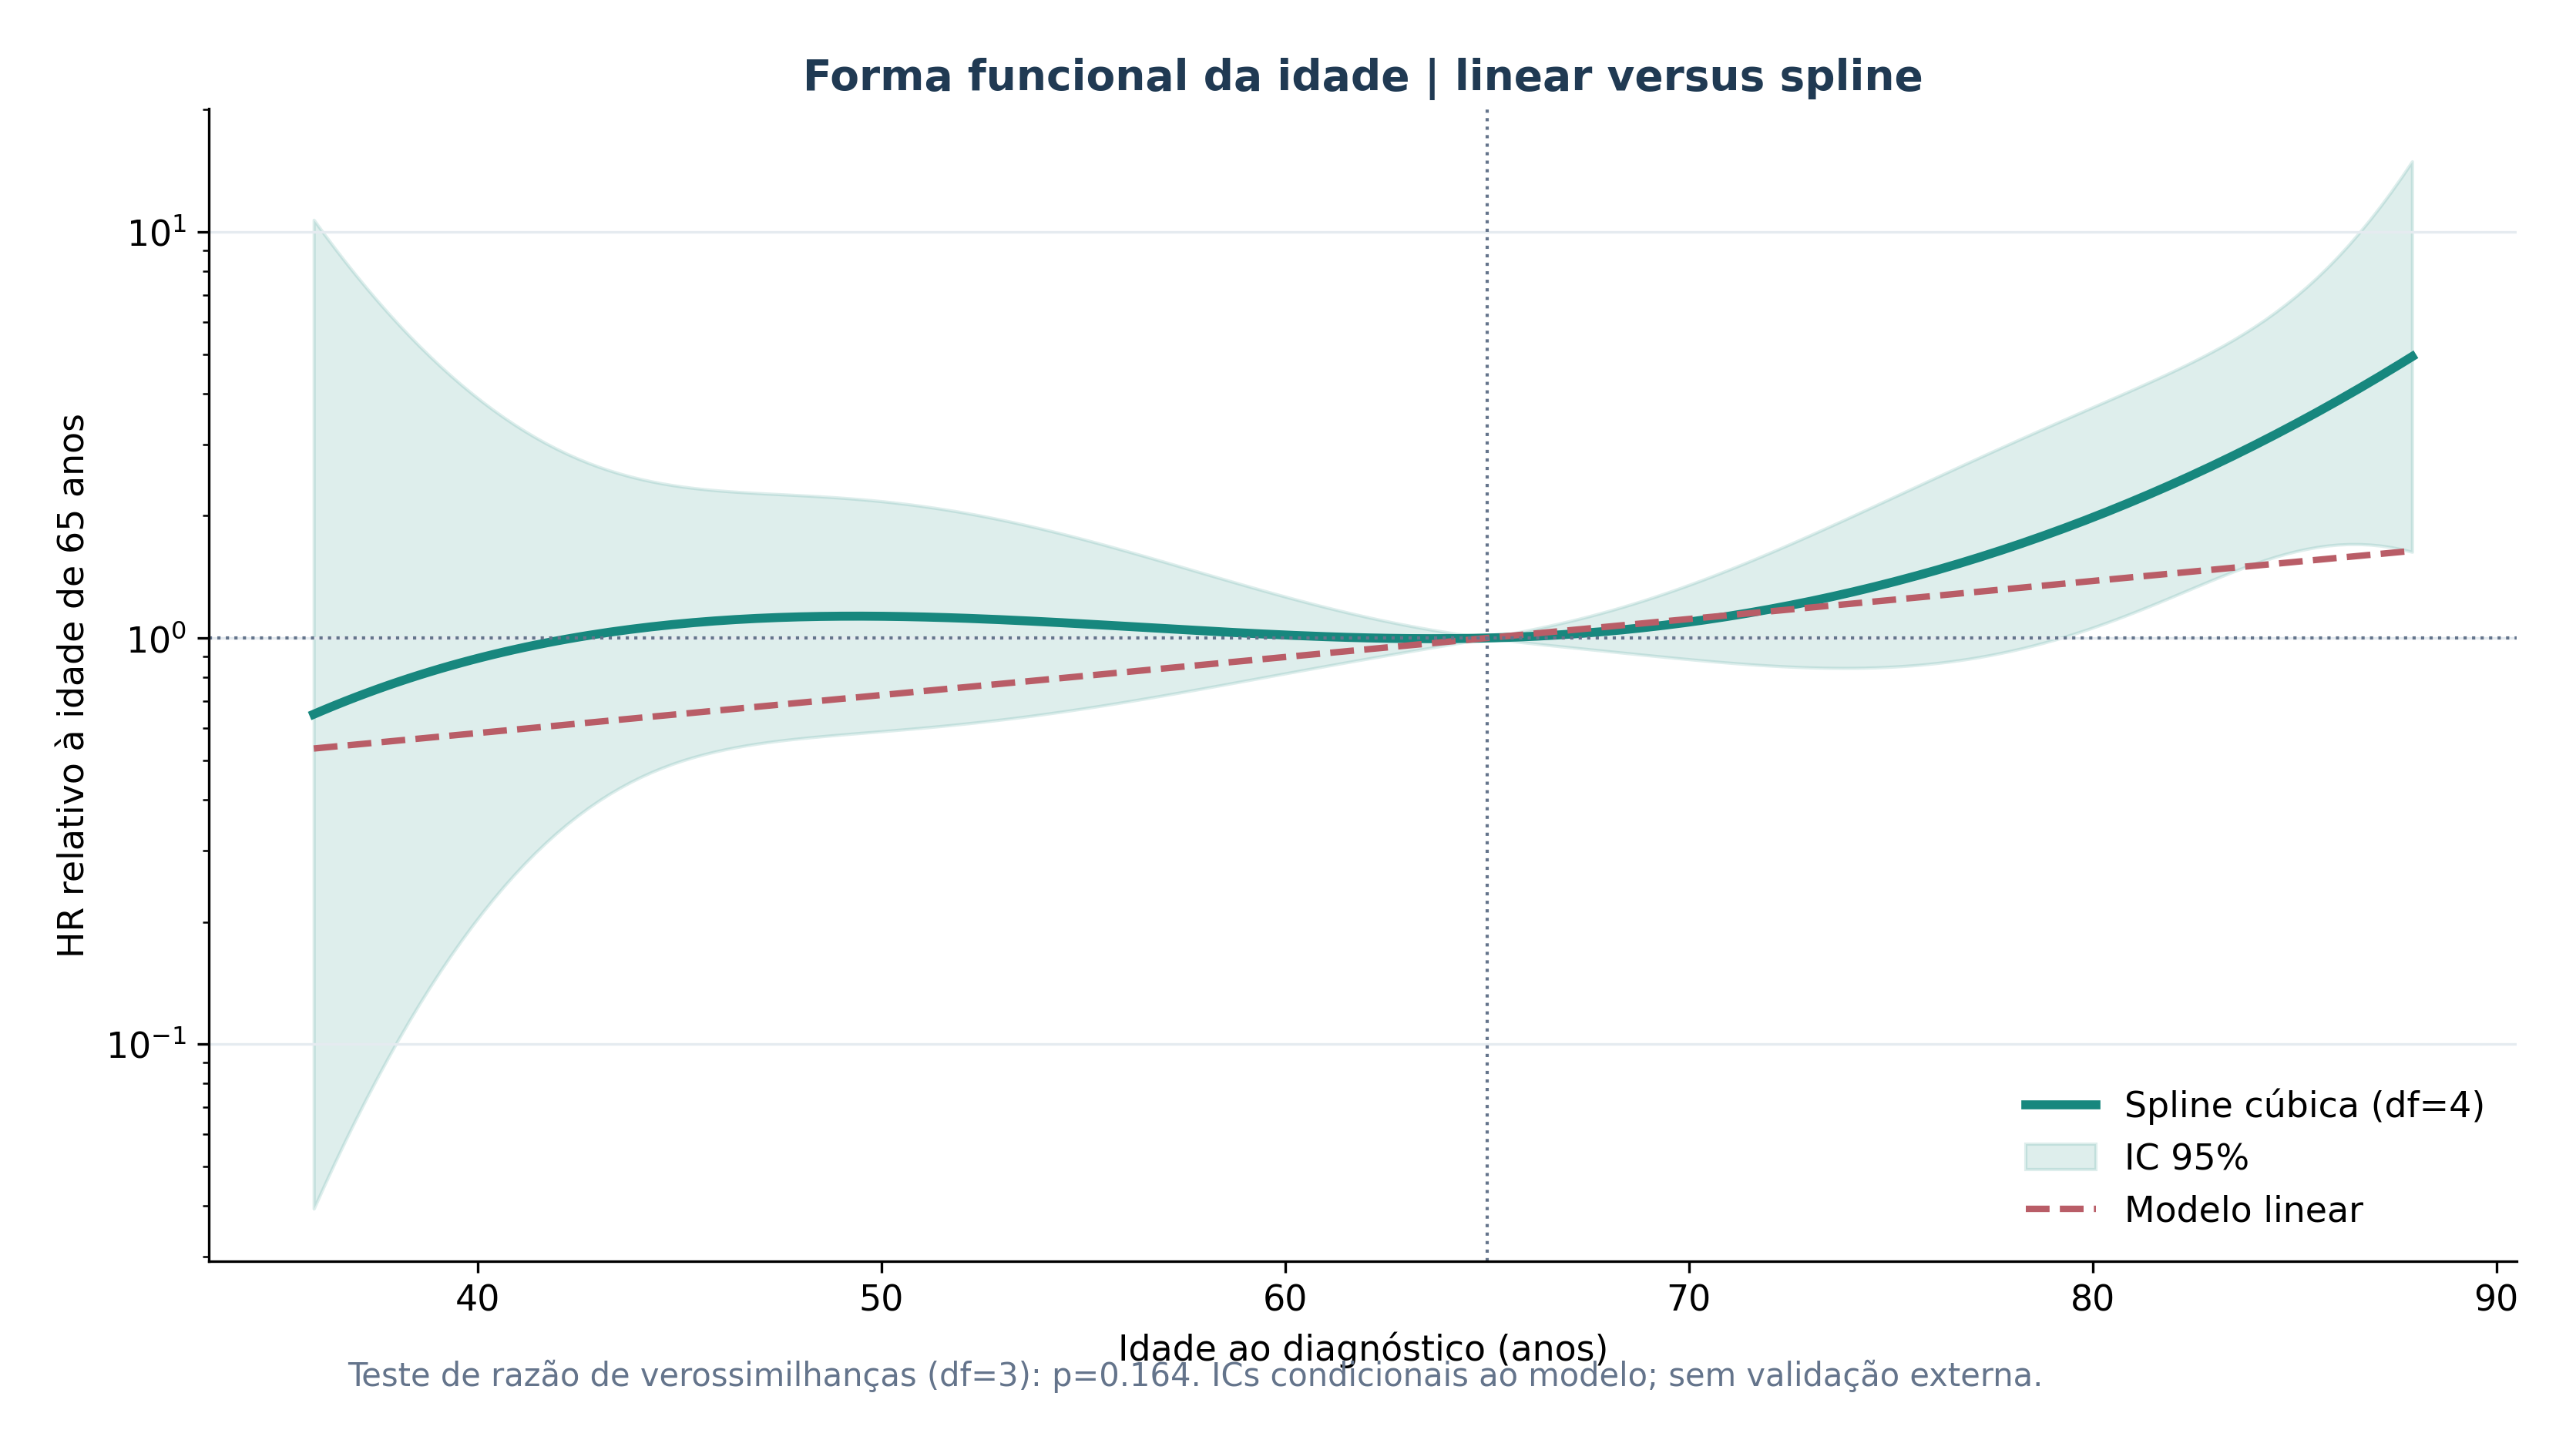 Forma funcional da idade | linear versus spline
HR relativo à idade de 65 anos
10¹
10⁰
10⁻¹
Spline cúbica (df=4)
IC 95%
Modelo linear
40 50 60 70 80 90
Idade ao diagnóstico (anos)
Teste de razão de verossimilhanças (df=3): p=0.164. ICs condicionais ao modelo; sem validação externa.